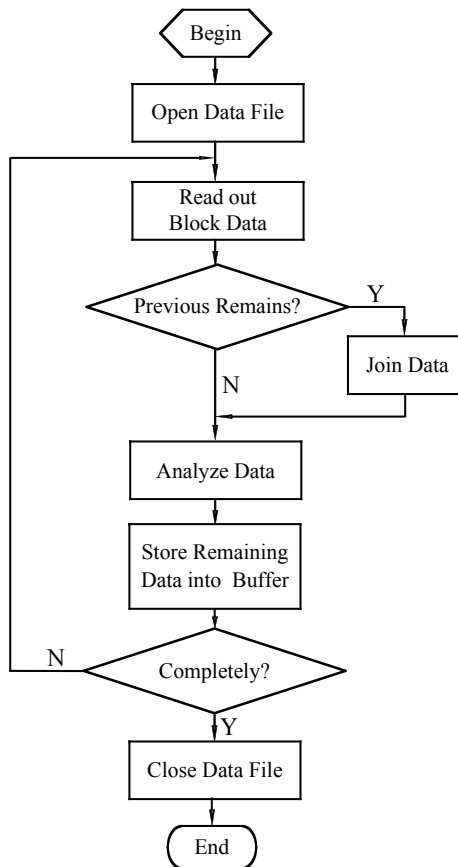 Begin
Open Data File
Read out
Block Data
Previous Remains?
Y
Join Data
N
Analyze Data
Store Remaining
Data into Buffer
N
Completely?
Y
Close Data File
End